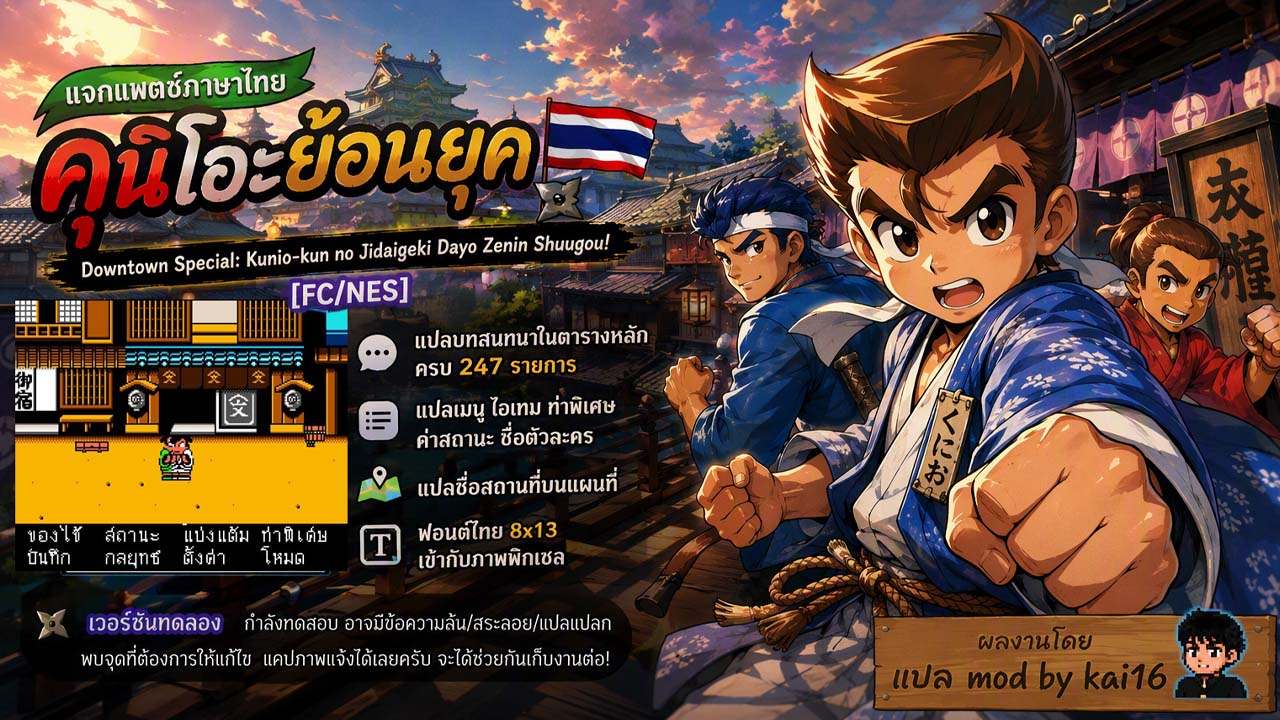 แจกแพตช์ภาษาไทย
คุนิโอะย้อนยุค
Downtown Special: Kunio-kun no Jidaigeki Dayo Zenin Shuugou!
[FC/NES]
แปลบทสนทนาในตารางหลัก
ครบ 247 รายการ
แปลเมนู ไอเทม ท่าพิเศษ
ค่าสถานะ ชื่อตัวละคร
แปลชื่อสถานที่บนแผนที่
T
ฟอนต์ไทย 8x13
เข้ากับภาพพิกเซล
御宿
ของใช้ สถานะ แบ่งแต้ม ท่าพิเศษ
บันทึก กลยุทธ์ ตั้งค่า โหมด
เวอร์ชันทดลอง กำลังทดสอบ อาจมีข้อความล้น/สระลอย/แปลแปลก
พบจุดที่ต้องการให้แก้ไข แคปภาพแจ้งได้เลยครับ จะได้ช่วยกันเก็บงานต่อ!
くにお
ผลงานโดย
แปล mod by kai16